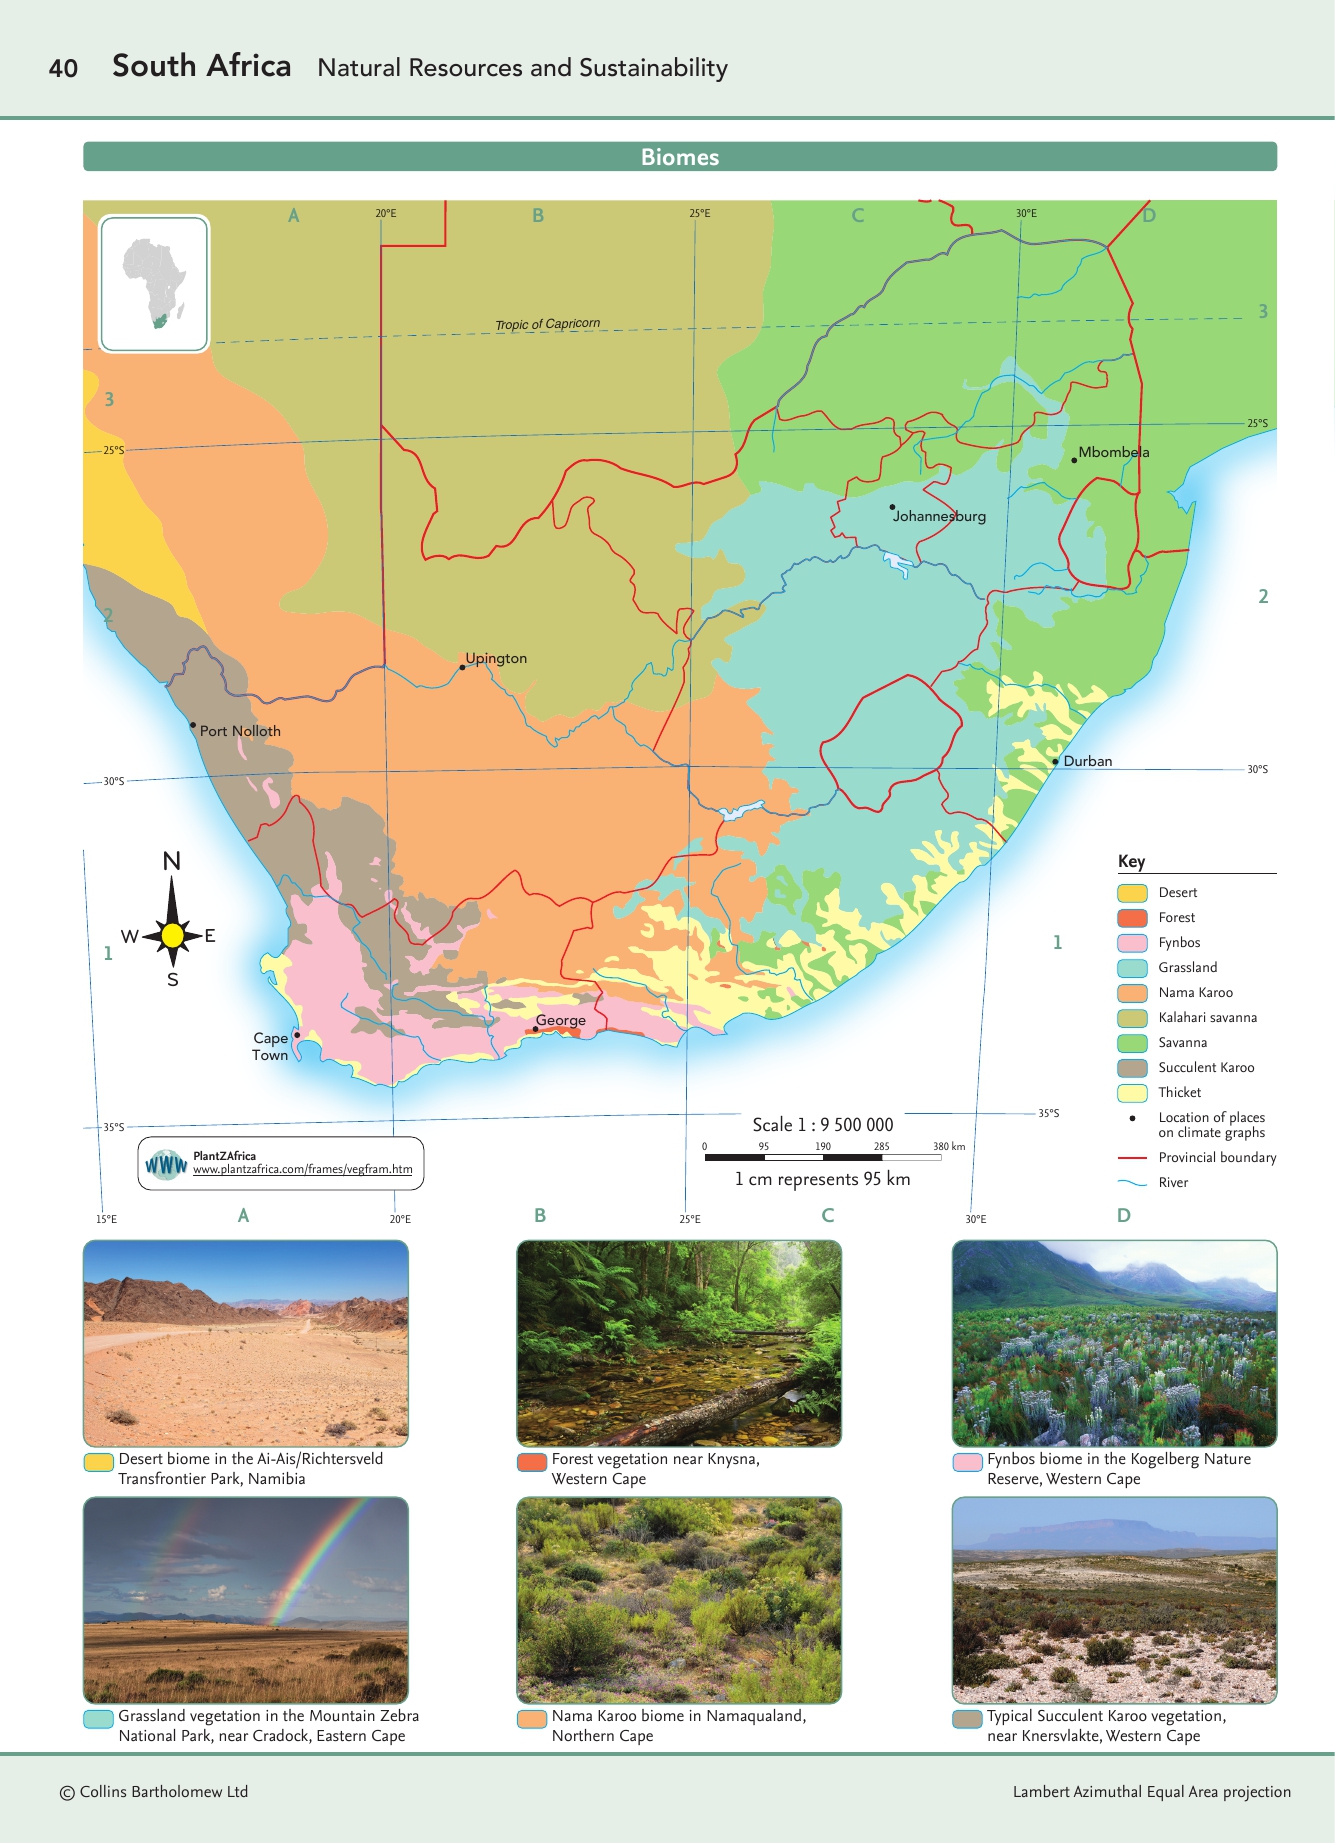 40 South Africa Natural Resources and Sustainability
Biomes
A
20°E
B
25°E
C
30°E
D
Tropic of Capricorn
3
3
25°S
25°S
Mbombela
Johannesburg
2
2
Upington
Port Nolloth
Durban
30°S
30°S
N
W E
S
1
1
George
Cape
Town
35°S
35°S
Key
Desert
Forest
Fynbos
Grassland
Nama Karoo
Kalahari savanna
Savanna
Succulent Karoo
Thicket
Location of places
on climate graphs
Provincial boundary
River
Scale 1 : 9 500 000
0 95 190 285 380 km
1 cm represents 95 km
WWW
PlantZAfrica
www.plantzafrica.com/frames/vegfram.htm
15°E
A
20°E
B
25°E
C
30°E
D
Desert biome in the Ai-Ais/Richtersveld
Transfrontier Park, Namibia
Forest vegetation near Knysna,
Western Cape
Fynbos biome in the Kogelberg Nature
Reserve, Western Cape
Grassland vegetation in the Mountain Zebra
National Park, near Cradock, Eastern Cape
Nama Karoo biome in Namaqualand,
Northern Cape
Typical Succulent Karoo vegetation,
near Knersvlakte, Western Cape
© Collins Bartholomew Ltd
Lambert Azimuthal Equal Area projection